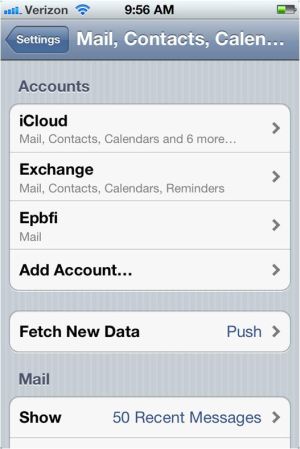 Verizon 9:56 AM
Settings Mail, Contacts, Calen...
Accounts
iCloud
Mail, Contacts, Calendars and 6 more...
Exchange
Mail, Contacts, Calendars, Reminders
Epbfi
Mail
Add Account...
Fetch New Data Push
Mail
Show 50 Recent Messages